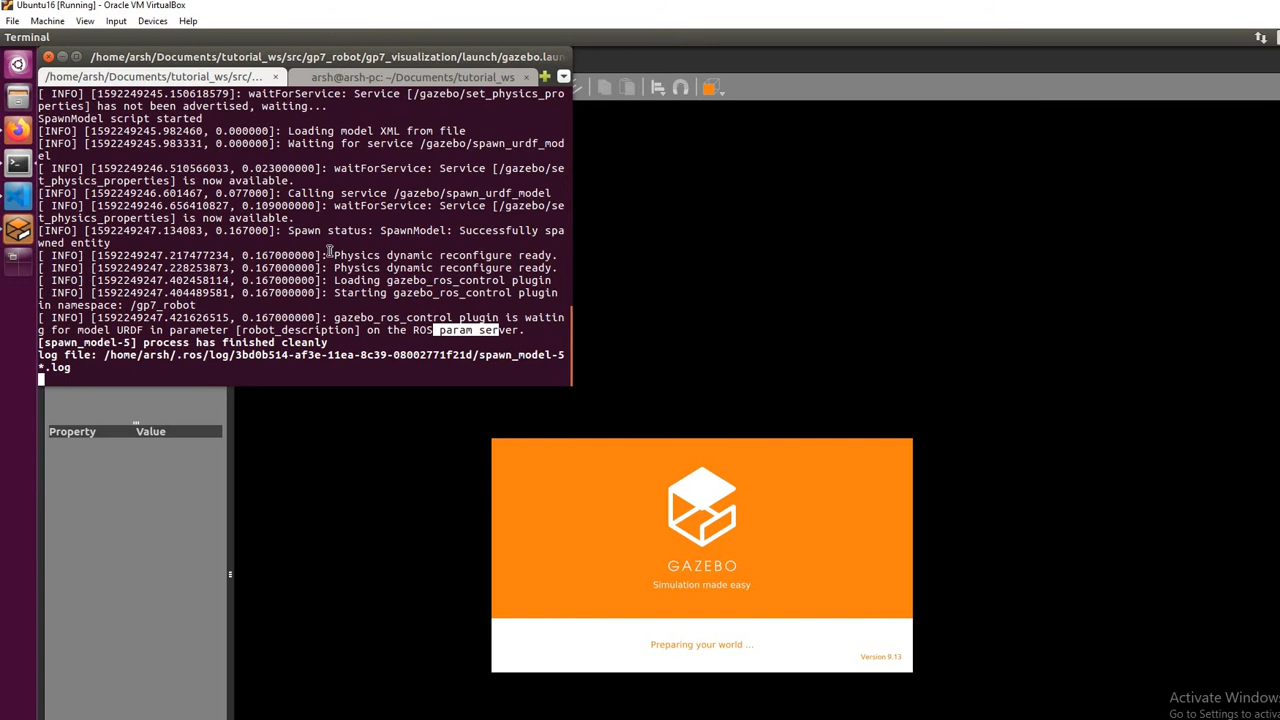 Ubuntu16 [Running] - Oracle VM VirtualBox
File Machine View Input Devices Help
Terminal
/home/arsh/Documents/tutorial_ws/src/gp7_robot/gp7_visualization/launch/gazebo.laun
/home/arsh/Documents/tutorial_ws/src/... × arsh@arsh-pc: ~/Documents/tutorial_ws ×
[ INFO] [1592249245.150618579]: waitForService: Service [/gazebo/set_physics_pro
perties] has not been advertised, waiting...
SpawnModel script started
[INFO] [1592249245.982460, 0.000000]: Loading model XML from file
[INFO] [1592249245.983331, 0.000000]: Waiting for service /gazebo/spawn_urdf_mod
el
[ INFO] [1592249246.510566033, 0.023000000]: waitForService: Service [/gazebo/se
t_physics_properties] is now available.
[INFO] [1592249246.601467, 0.077000]: Calling service /gazebo/spawn_urdf_model
[ INFO] [1592249246.656410827, 0.109000000]: waitForService: Service [/gazebo/se
t_physics_properties] is now available.
[INFO] [1592249247.134083, 0.167000]: Spawn status: SpawnModel: Successfully spa
wned entity
[ INFO] [1592249247.217477234, 0.167000000]: Physics dynamic reconfigure ready.
[ INFO] [1592249247.228253873, 0.167000000]: Physics dynamic reconfigure ready.
[ INFO] [1592249247.402458114, 0.167000000]: Loading gazebo_ros_control plugin
[ INFO] [1592249247.404489581, 0.167000000]: Starting gazebo_ros_control plugin
in namespace: /gp7_robot
[ INFO] [1592249247.421626515, 0.167000000]: gazebo_ros_control plugin is waitin
g for model URDF in parameter [robot_description] on the ROS param server.
[spawn_model-5] process has finished cleanly
log file: /home/arsh/.ros/log/3bd0b514-af3e-11ea-8c39-08002771f21d/spawn_model-5
*.log
Property Value
GAZEBO
Simulation made easy
Preparing your world ...
Version 9.13
Activate Windows
Go to Settings to activa